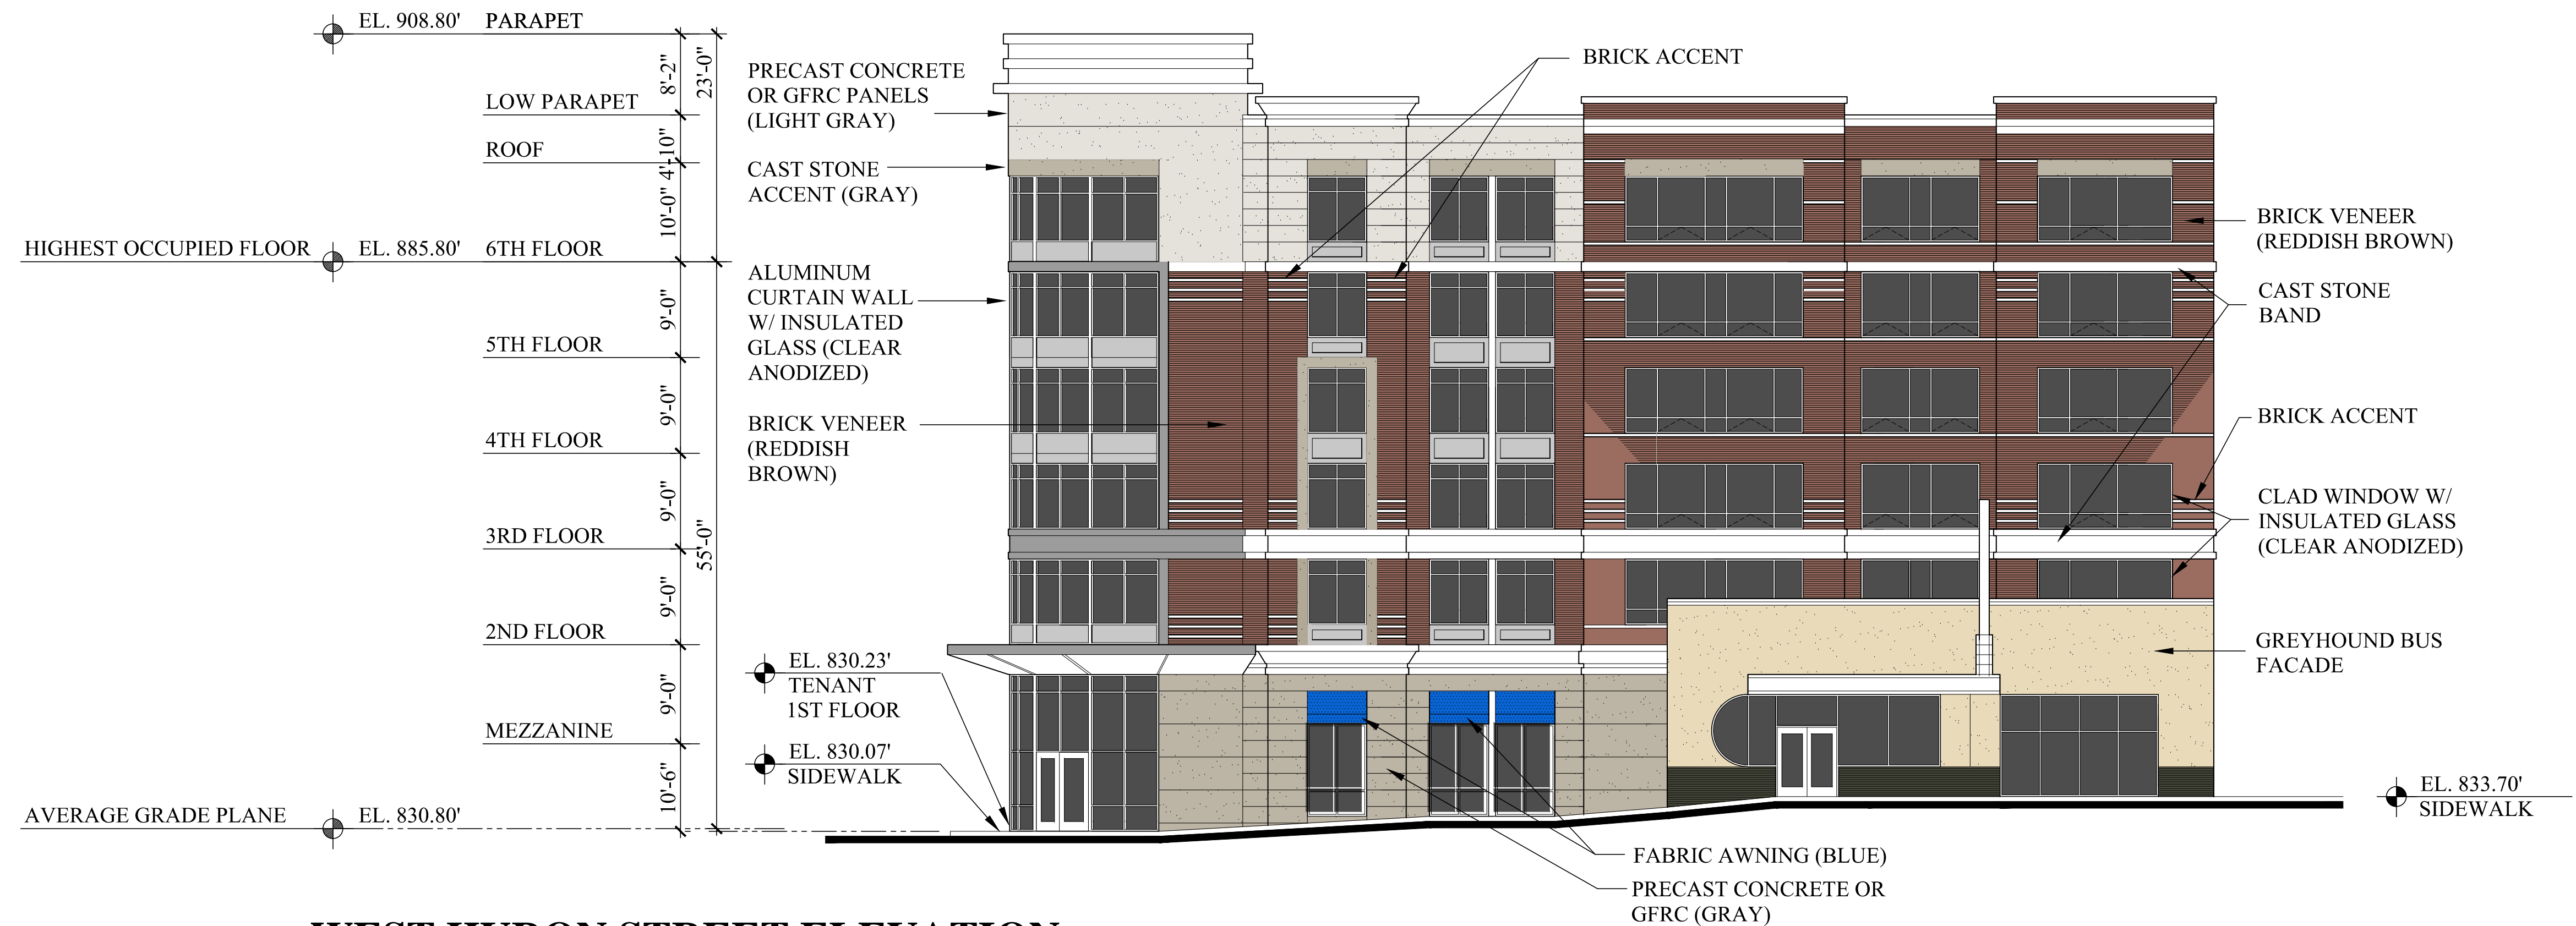 EL. 908.80' PARAPET
8'-2"
23'-0"
LOW PARAPET
4'-10"
ROOF
10'-0"
HIGHEST OCCUPIED FLOOR EL. 885.80' 6TH FLOOR
9'-0"
5TH FLOOR
9'-0"
4TH FLOOR
9'-0"
3RD FLOOR
55'-0"
9'-0"
2ND FLOOR
9'-0"
MEZZANINE
10'-6"
AVERAGE GRADE PLANE EL. 830.80'
PRECAST CONCRETE
OR GFRC PANELS
(LIGHT GRAY)
CAST STONE
ACCENT (GRAY)
ALUMINUM
CURTAIN WALL
W/ INSULATED
GLASS (CLEAR
ANODIZED)
BRICK VENEER
(REDDISH
BROWN)
EL. 830.23'
TENANT
1ST FLOOR
EL. 830.07'
SIDEWALK
BRICK ACCENT
BRICK VENEER
(REDDISH BROWN)
CAST STONE
BAND
BRICK ACCENT
CLAD WINDOW W/
INSULATED GLASS
(CLEAR ANODIZED)
GREYHOUND BUS
FACADE
EL. 833.70'
SIDEWALK
FABRIC AWNING (BLUE)
PRECAST CONCRETE OR
GFRC (GRAY)
WEST HURON STREET ELEVATION